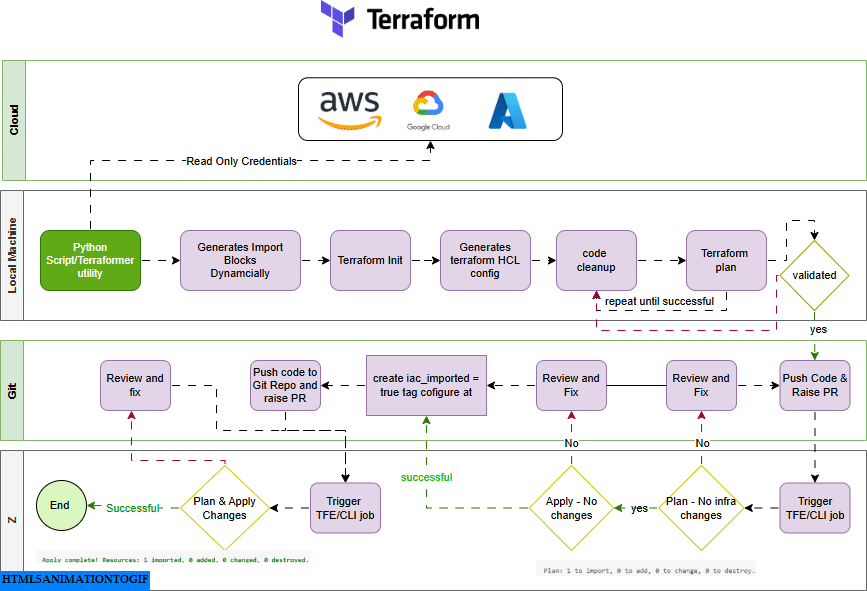 Terraform
Cloud
aws
Google Cloud
Read Only Credentials
Local Machine
Python
Script/Terraformer
utility
Generates Import
Blocks
Dynamcially
Terraform Init
Generates
terraform HCL
config
code
cleanup
Terraform
plan
validated
repeat until successful
yes
Git
Review and
fix
Push code to
Git Repo and
raise PR
create iac_imported =
true tag cofigure at
Review and
Fix
Review and
Fix
Push Code &
Raise PR
No
No
successful
Z
End
Successful
Plan & Apply
Changes
Trigger
TFE/CLI job
Apply - No
changes
yes
Plan - No infra
changes
Trigger
TFE/CLI job
Apply complete! Resources: 1 imported, 0 added, 0 changed, 0 destroyed.
Plan: 1 to import, 0 to add, 0 to change, 0 to destroy.
HTML5ANIMATIONTOGIF